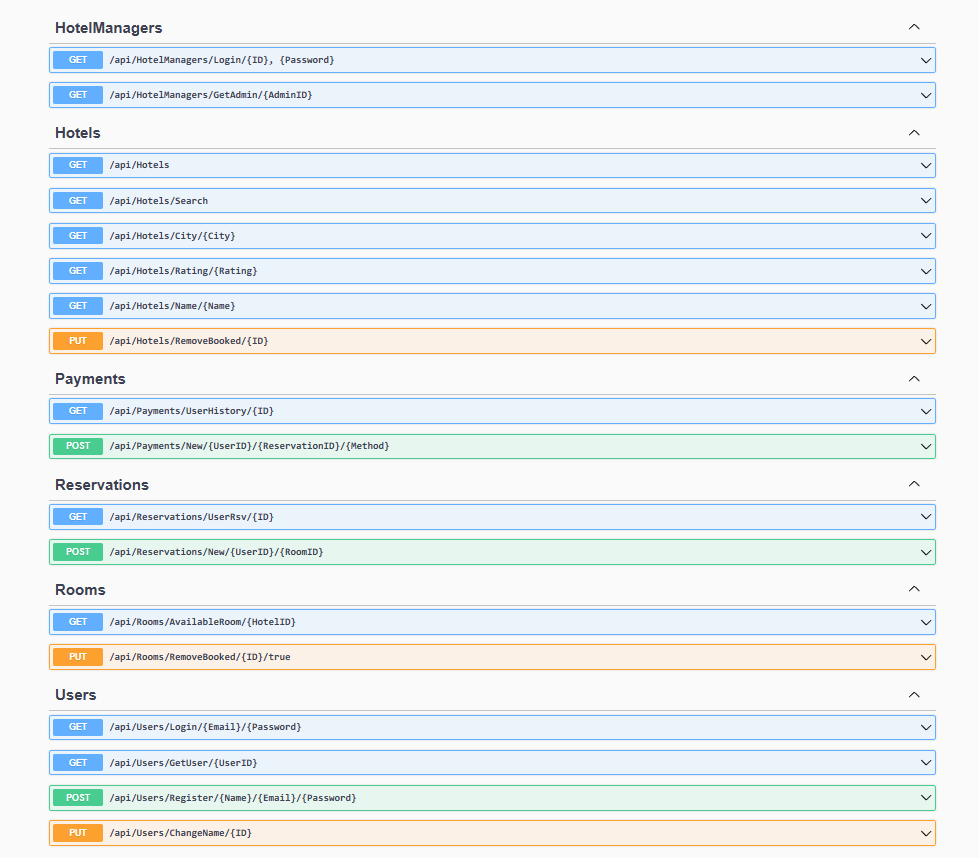 HotelManagers
GET /api/HotelManagers/Login/{ID}, {Password}
GET /api/HotelManagers/GetAdmin/{AdminID}
Hotels
GET /api/Hotels
GET /api/Hotels/Search
GET /api/Hotels/City/{City}
GET /api/Hotels/Rating/{Rating}
GET /api/Hotels/Name/{Name}
PUT /api/Hotels/RemoveBooked/{ID}
Payments
GET /api/Payments/UserHistory/{ID}
POST /api/Payments/New/{UserID}/{ReservationID}/{Method}
Reservations
GET /api/Reservations/UserRsv/{ID}
POST /api/Reservations/New/{UserID}/{RoomID}
Rooms
GET /api/Rooms/AvailableRoom/{HotelID}
PUT /api/Rooms/RemoveBooked/{ID}/true
Users
GET /api/Users/Login/{Email}/{Password}
GET /api/Users/GetUser/{UserID}
POST /api/Users/Register/{Name}/{Email}/{Password}
PUT /api/Users/ChangeName/{ID}